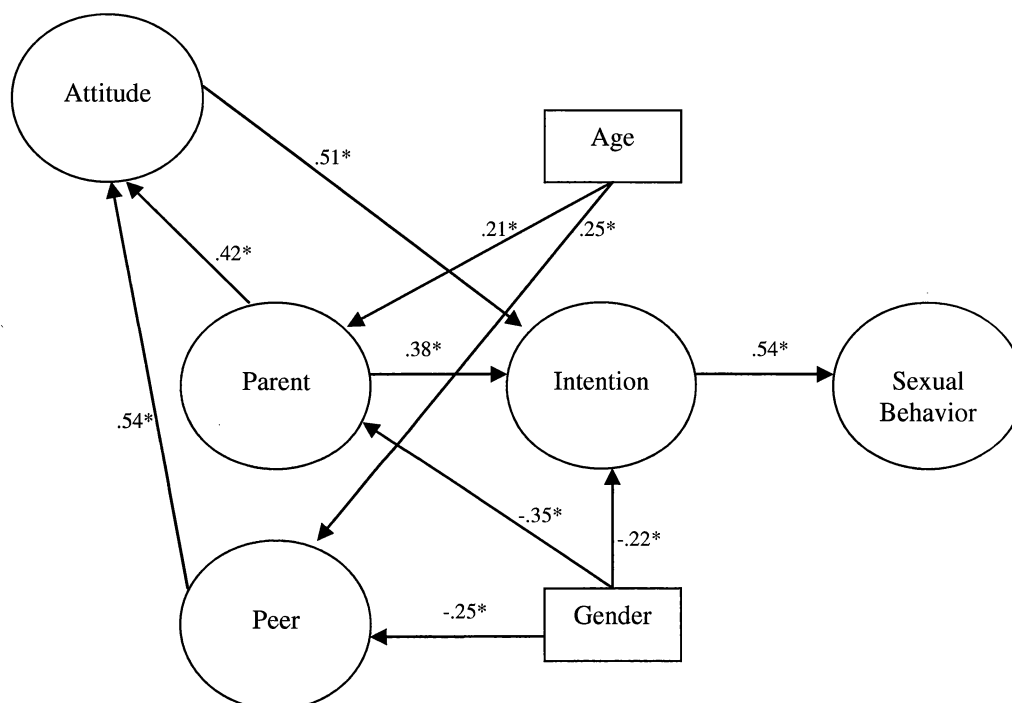 Attitude
Age
.51*
.21*
.25*
.42*
Parent
.38*
Intention
.54*
Sexual
Behavior
.54*
-.35*
-.22*
Peer
-.25*
Gender